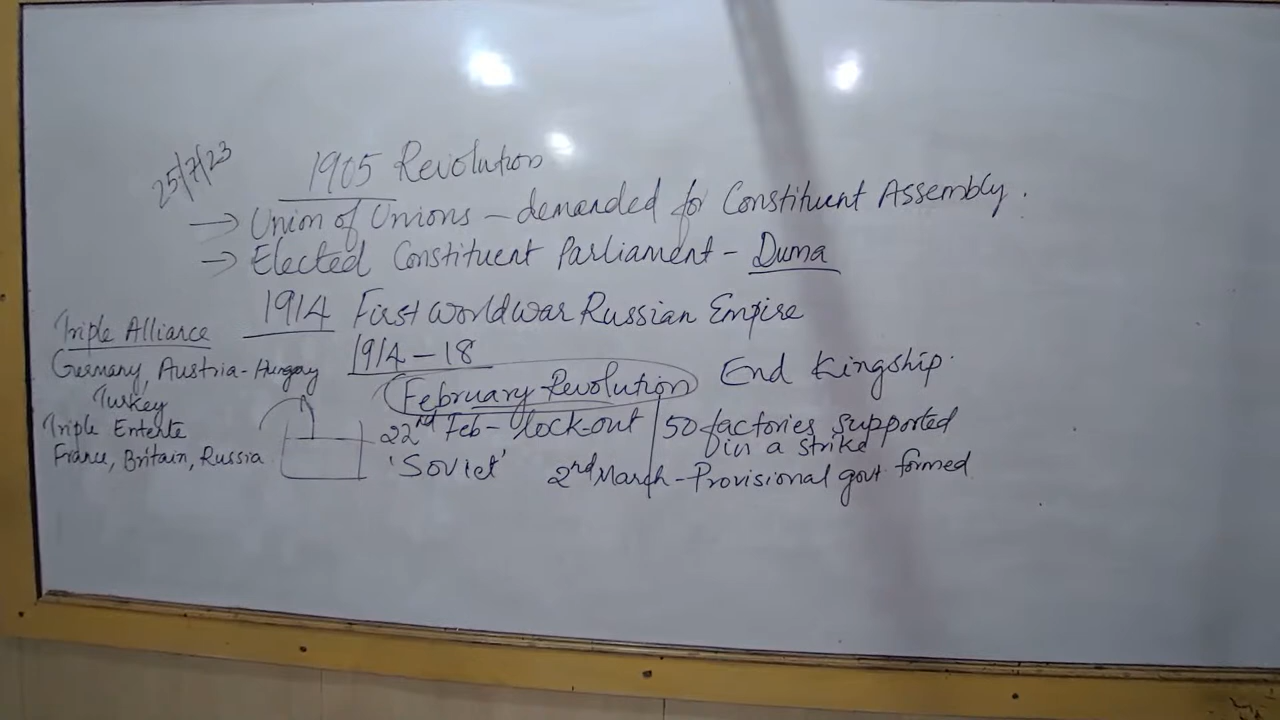 25/7/23
1905 Revolution
→ Union of Unions – demanded for Constituent Assembly.
→ Elected Constituent Parliament – Duma
1914 First World War Russian Empire
Triple Alliance
Germany, Austria-Hungay
Turkey
Triple Entente
France, Britain, Russia
1914 – 18
February Revolution End Kingship.
22nd Feb – lock-out 50 factories supported
in a strike
'Soviet' 2nd March – Provisional govt formed